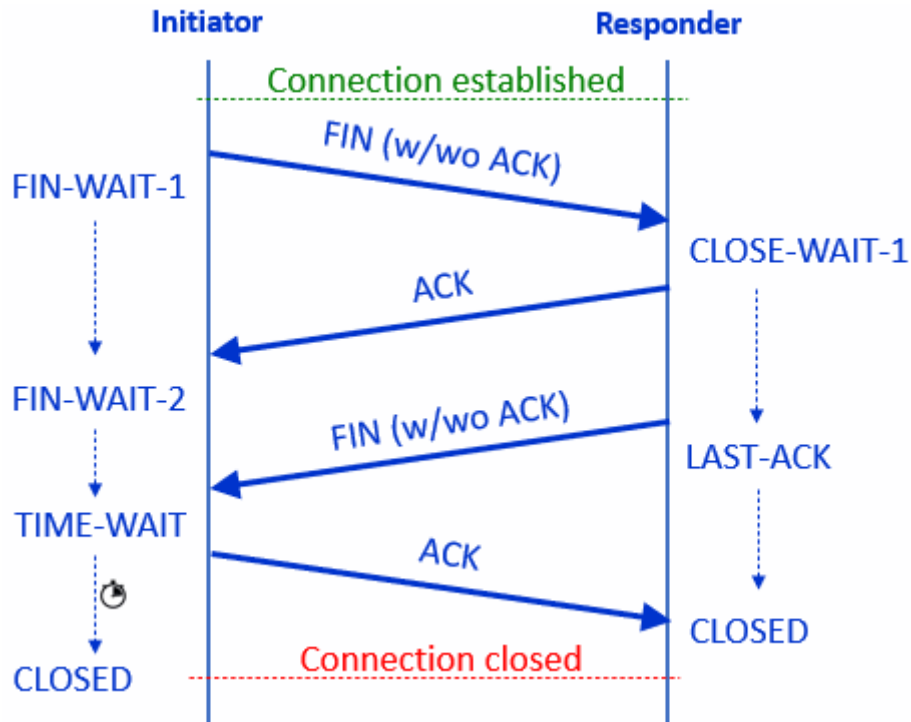 Initiator
Responder
Connection established
FIN (w/wo ACK)
FIN-WAIT-1
CLOSE-WAIT-1
ACK
FIN-WAIT-2
FIN (w/wo ACK)
LAST-ACK
TIME-WAIT
ACK
CLOSED
Connection closed
CLOSED